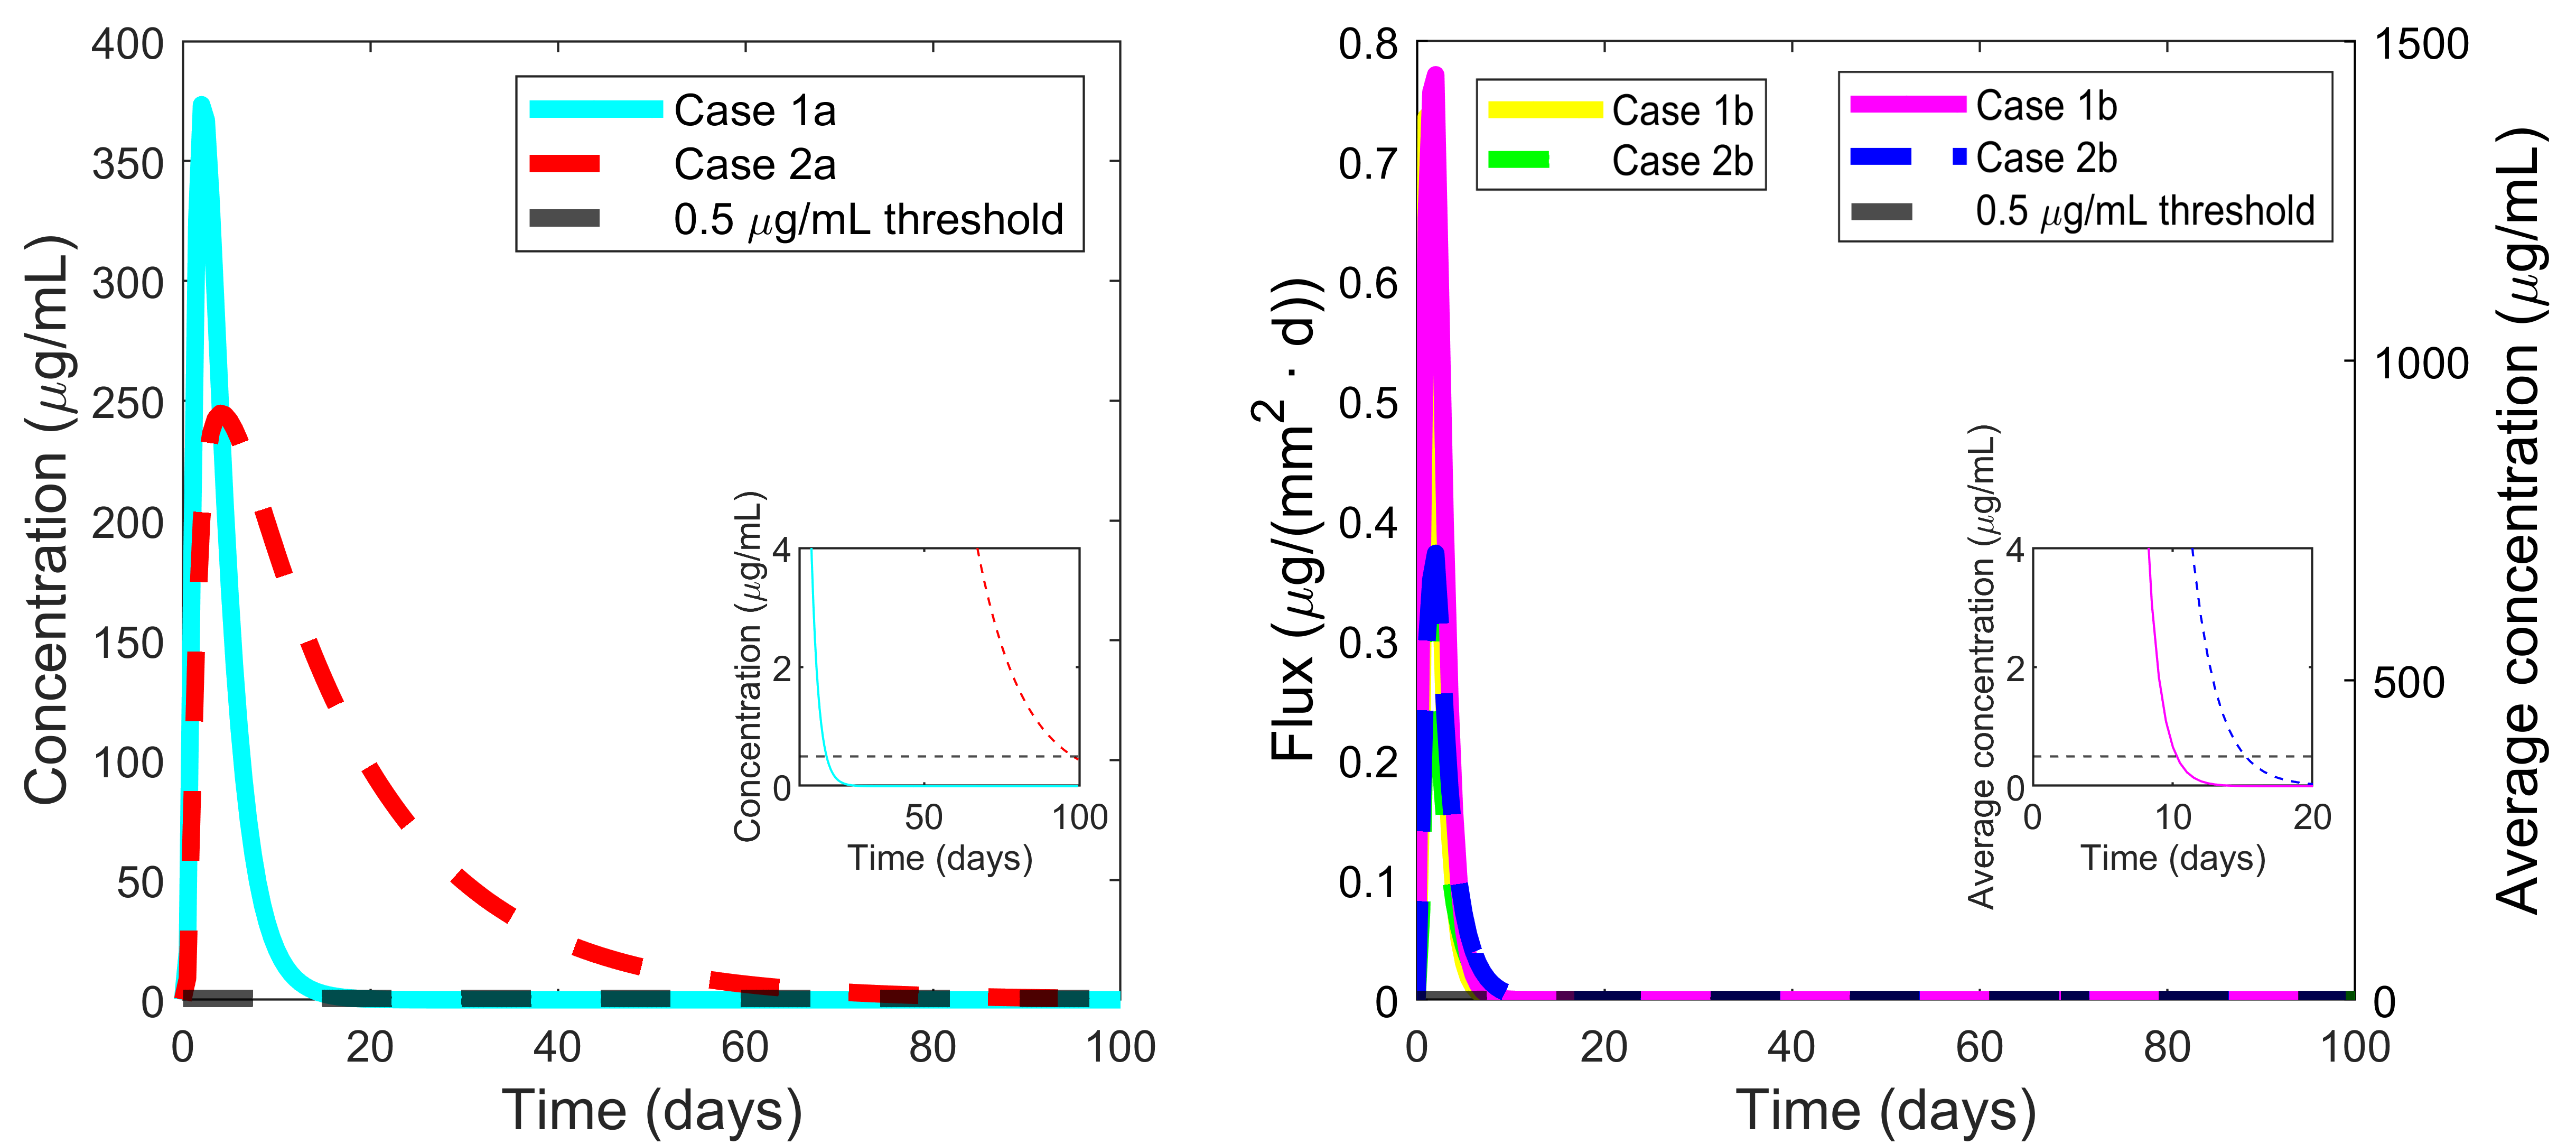 400
350
300
250
200
150
100
50
0
Concentration (μg/mL)
0 20 40 60 80 100
Time (days)
Case 1a
Case 2a
0.5 μg/mL threshold
4
2
0
Concentration (μg/mL)
50 100
Time (days)
0.8
0.7
0.6
0.5
0.4
0.3
0.2
0.1
0
Flux (μg/(mm² · d))
0 20 40 60 80 100
Time (days)
Case 1b
Case 2b
Case 1b
Case 2b
0.5 μg/mL threshold
4
2
0
Average concentration (μg/mL)
0 10 20
Time (days)
1500
1000
500
0
Average concentration (μg/mL)